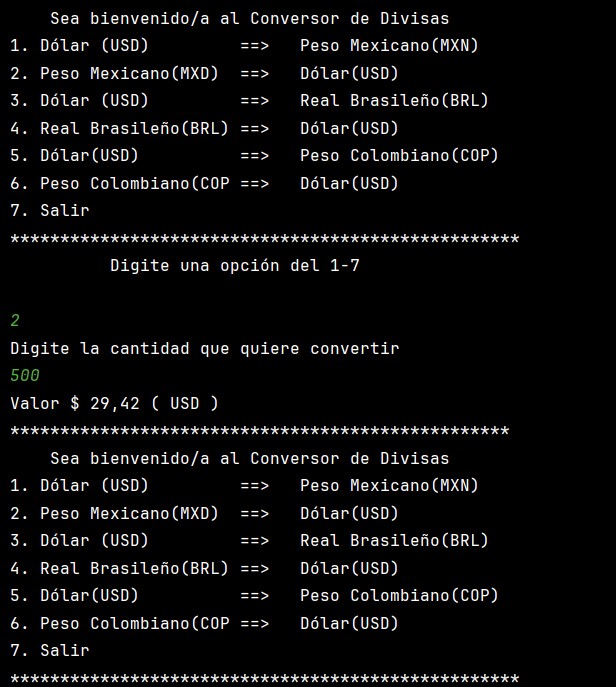 Sea bienvenido/a al Conversor de Divisas
1. Dólar (USD)         ==>   Peso Mexicano(MXN)
2. Peso Mexicano(MXD)  ==>   Dólar(USD)
3. Dólar (USD)         ==>   Real Brasileño(BRL)
4. Real Brasileño(BRL) ==>   Dólar(USD)
5. Dólar(USD)          ==>   Peso Colombiano(COP)
6. Peso Colombiano(COP ==>   Dólar(USD)
7. Salir
***************************************************
Digite una opción del 1-7
2
Digite la cantidad que quiere convertir
500
Valor $ 29,42 ( USD )
**************************************************
Sea bienvenido/a al Conversor de Divisas
1. Dólar (USD)         ==>   Peso Mexicano(MXN)
2. Peso Mexicano(MXD)  ==>   Dólar(USD)
3. Dólar (USD)         ==>   Real Brasileño(BRL)
4. Real Brasileño(BRL) ==>   Dólar(USD)
5. Dólar(USD)          ==>   Peso Colombiano(COP)
6. Peso Colombiano(COP ==>   Dólar(USD)
7. Salir
***************************************************